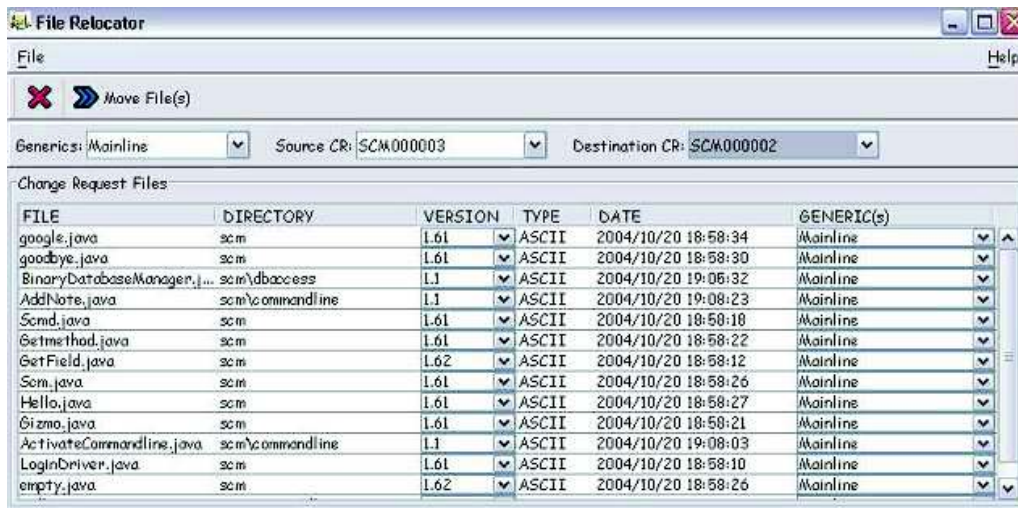 File Relocator
File Help
Move File(s)
Generics: Mainline Source CR: SCM000003 Destination CR: SCM000002
Change Request Files
FILE DIRECTORY VERSION TYPE DATE GENERIC(s)
google.java scm 1.61 ASCII 2004/10/20 18:58:34 Mainline
goodbye.java scm 1.61 ASCII 2004/10/20 18:58:30 Mainline
BinaryDatabaseManager.j... scm\dbaccess 1.1 ASCII 2004/10/20 19:05:32 Mainline
AddNote.java scm\commandline 1.1 ASCII 2004/10/20 19:08:23 Mainline
Scmd.java scm 1.61 ASCII 2004/10/20 18:58:18 Mainline
Getmethod.java scm 1.61 ASCII 2004/10/20 18:58:22 Mainline
GetField.java scm 1.62 ASCII 2004/10/20 18:58:12 Mainline
Scm.java scm 1.61 ASCII 2004/10/20 18:58:26 Mainline
Hello.java scm 1.61 ASCII 2004/10/20 18:58:27 Mainline
Gizmo.java scm 1.61 ASCII 2004/10/20 18:58:21 Mainline
ActivateCommandline.java scm\commandline 1.1 ASCII 2004/10/20 19:08:03 Mainline
LoginDriver.java scm 1.61 ASCII 2004/10/20 18:58:10 Mainline
empty.java scm 1.62 ASCII 2004/10/20 18:58:26 Mainline